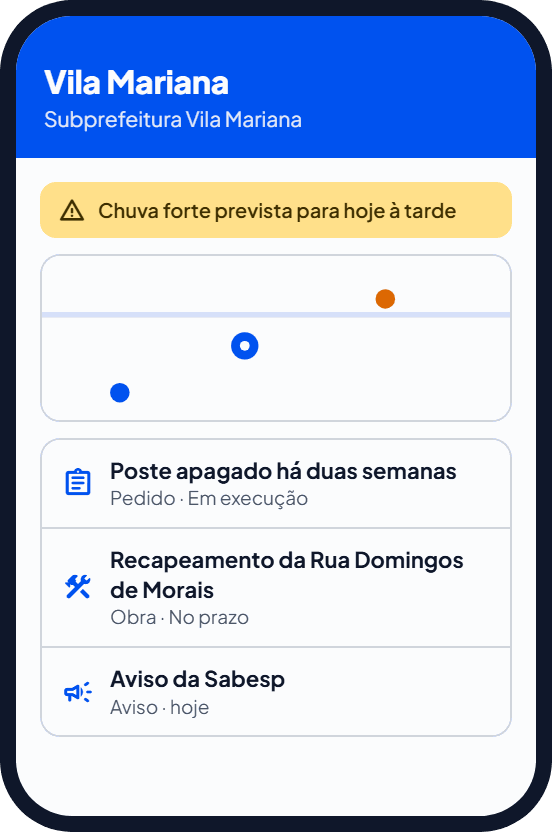 Vila Mariana
Subprefeitura Vila Mariana
Chuva forte prevista para hoje à tarde
Poste apagado há duas semanas
Pedido · Em execução
Recapeamento da Rua Domingos
de Morais
Obra · No prazo
Aviso da Sabesp
Aviso · hoje